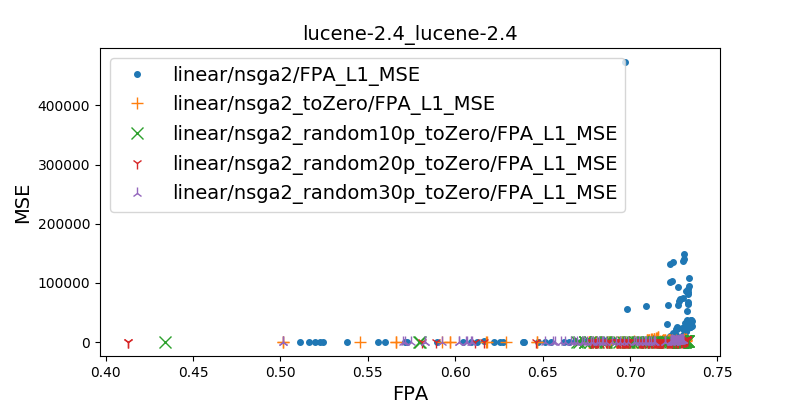 lucene-2.4_lucene-2.4
linear/nsga2/FPA_L1_MSE
linear/nsga2_toZero/FPA_L1_MSE
linear/nsga2_random10p_toZero/FPA_L1_MSE
linear/nsga2_random20p_toZero/FPA_L1_MSE
linear/nsga2_random30p_toZero/FPA_L1_MSE
MSE
400000
300000
200000
100000
0
0.40 0.45 0.50 0.55 0.60 0.65 0.70 0.75
FPA